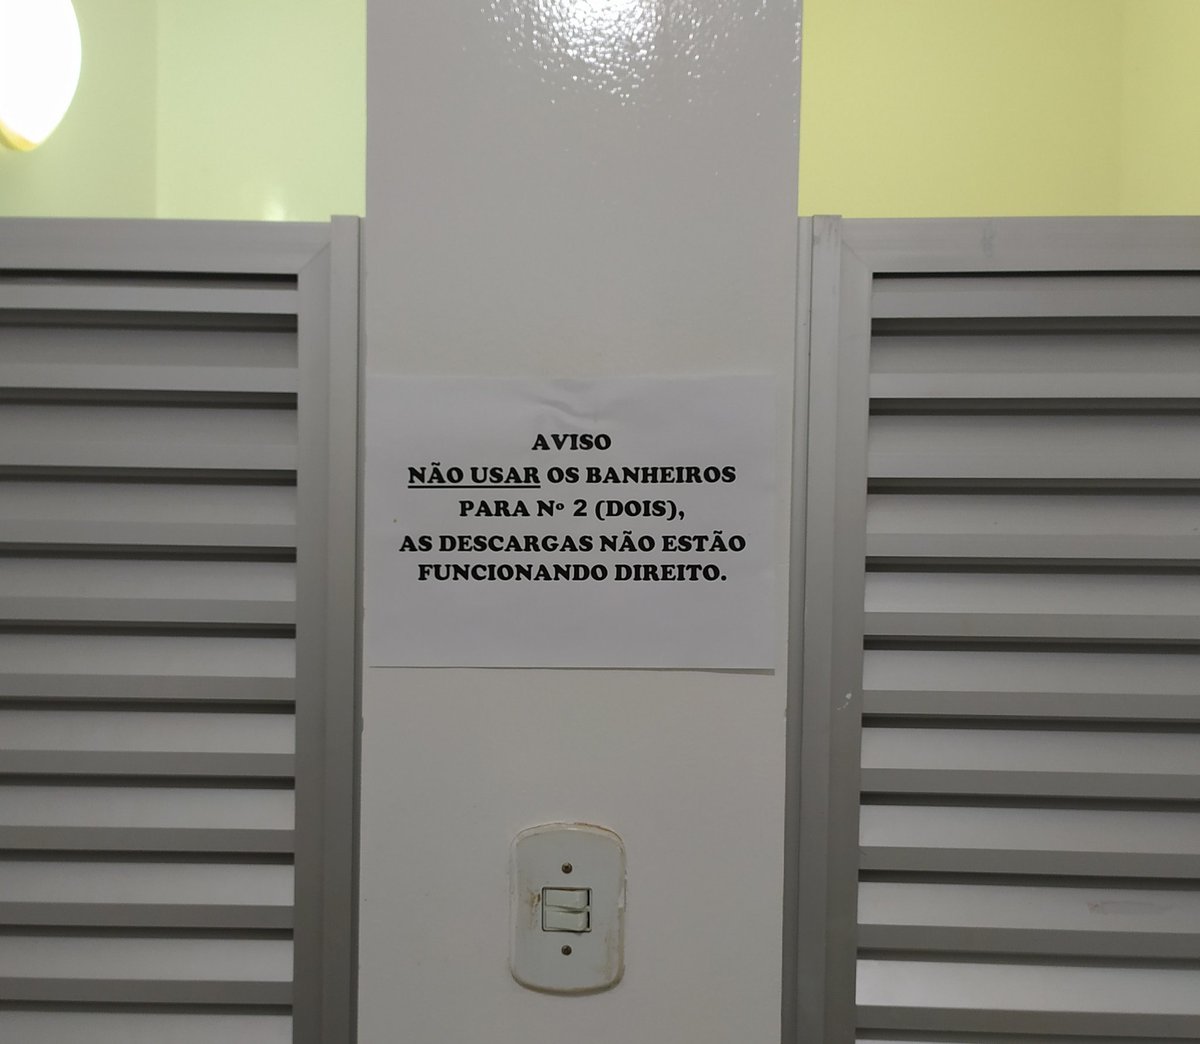 AVISO
NÃO USAR OS BANHEIROS
PARA Nº 2 (DOIS),
AS DESCARGAS NÃO ESTÃO
FUNCIONANDO DIREITO.